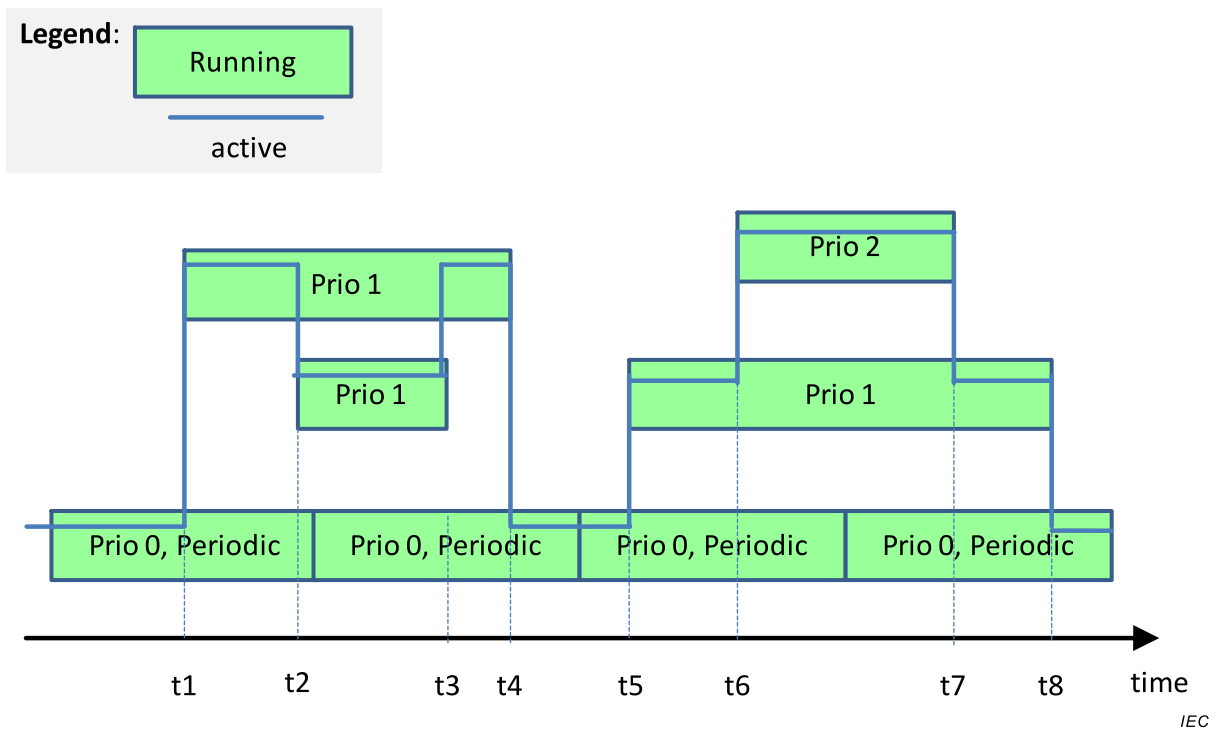 Legend:
Running
active
Prio 2
Prio 1
Prio 1
Prio 1
Prio 0, Periodic
Prio 0, Periodic
Prio 0, Periodic
Prio 0, Periodic
t1
t2
t3
t4
t5
t6
t7
t8
time
IEC